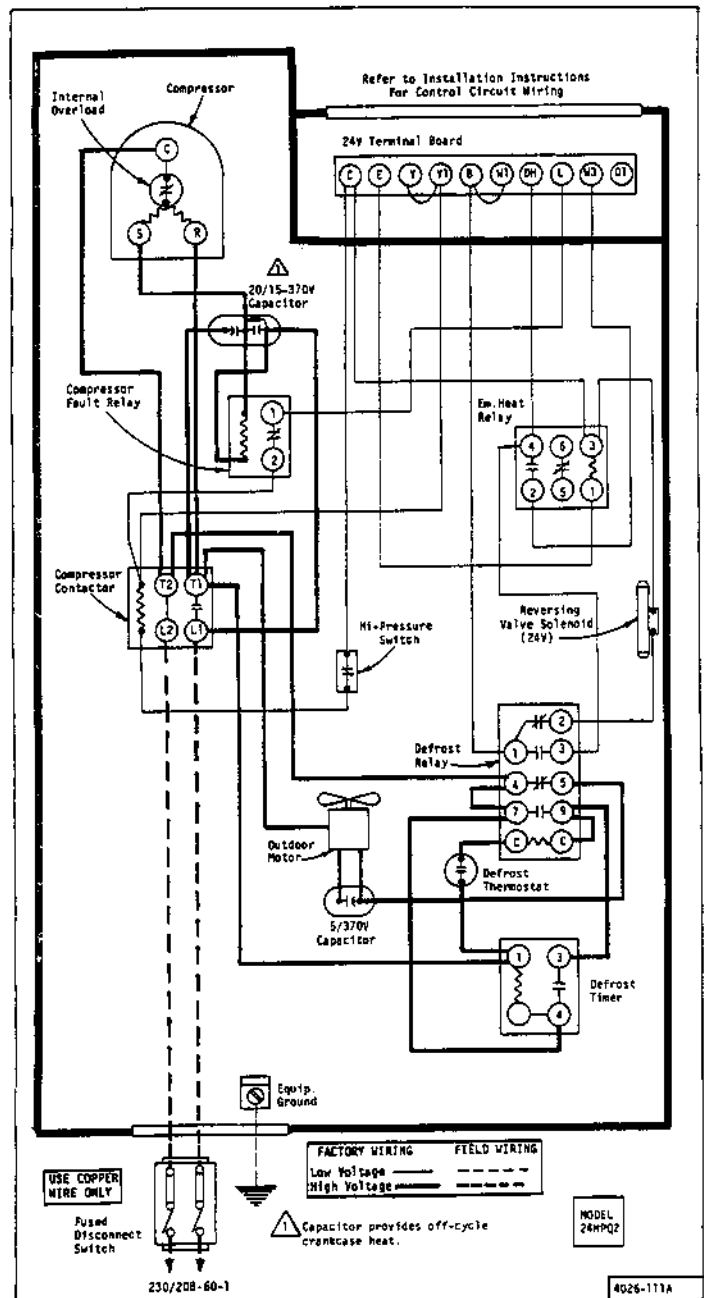 Refer to Installation Instructions
For Control Circuit Wiring
Compressor
Internal
Overload
24V Terminal Board
C E Y Y1 B W1 DH L W3 O1
C
S R
1
20/15-370V
Capacitor
Compressor
Fault Relay
1
2
Em.Heat
Relay
4 6 3
2 5 1
Compressor
Contactor
T2 T1
L2 L1
Hi-Pressure
Switch
Reversing
Valve Solenoid
(24V)
Defrost
Relay
2
1 3
4 5
7 9
C C
Outdoor
Motor
Defrost
Thermostat
5/370V
Capacitor
1 3
4
Defrost
Timer
Equip.
Ground
USE COPPER
WIRE ONLY
FACTORY WIRING FIELD WIRING
Low Voltage
High Voltage
Fused
Disconnect
Switch
1 Capacitor provides off-cycle
crankcase heat.
MODEL
26HPQ2
230/208-60-1
4026-111A